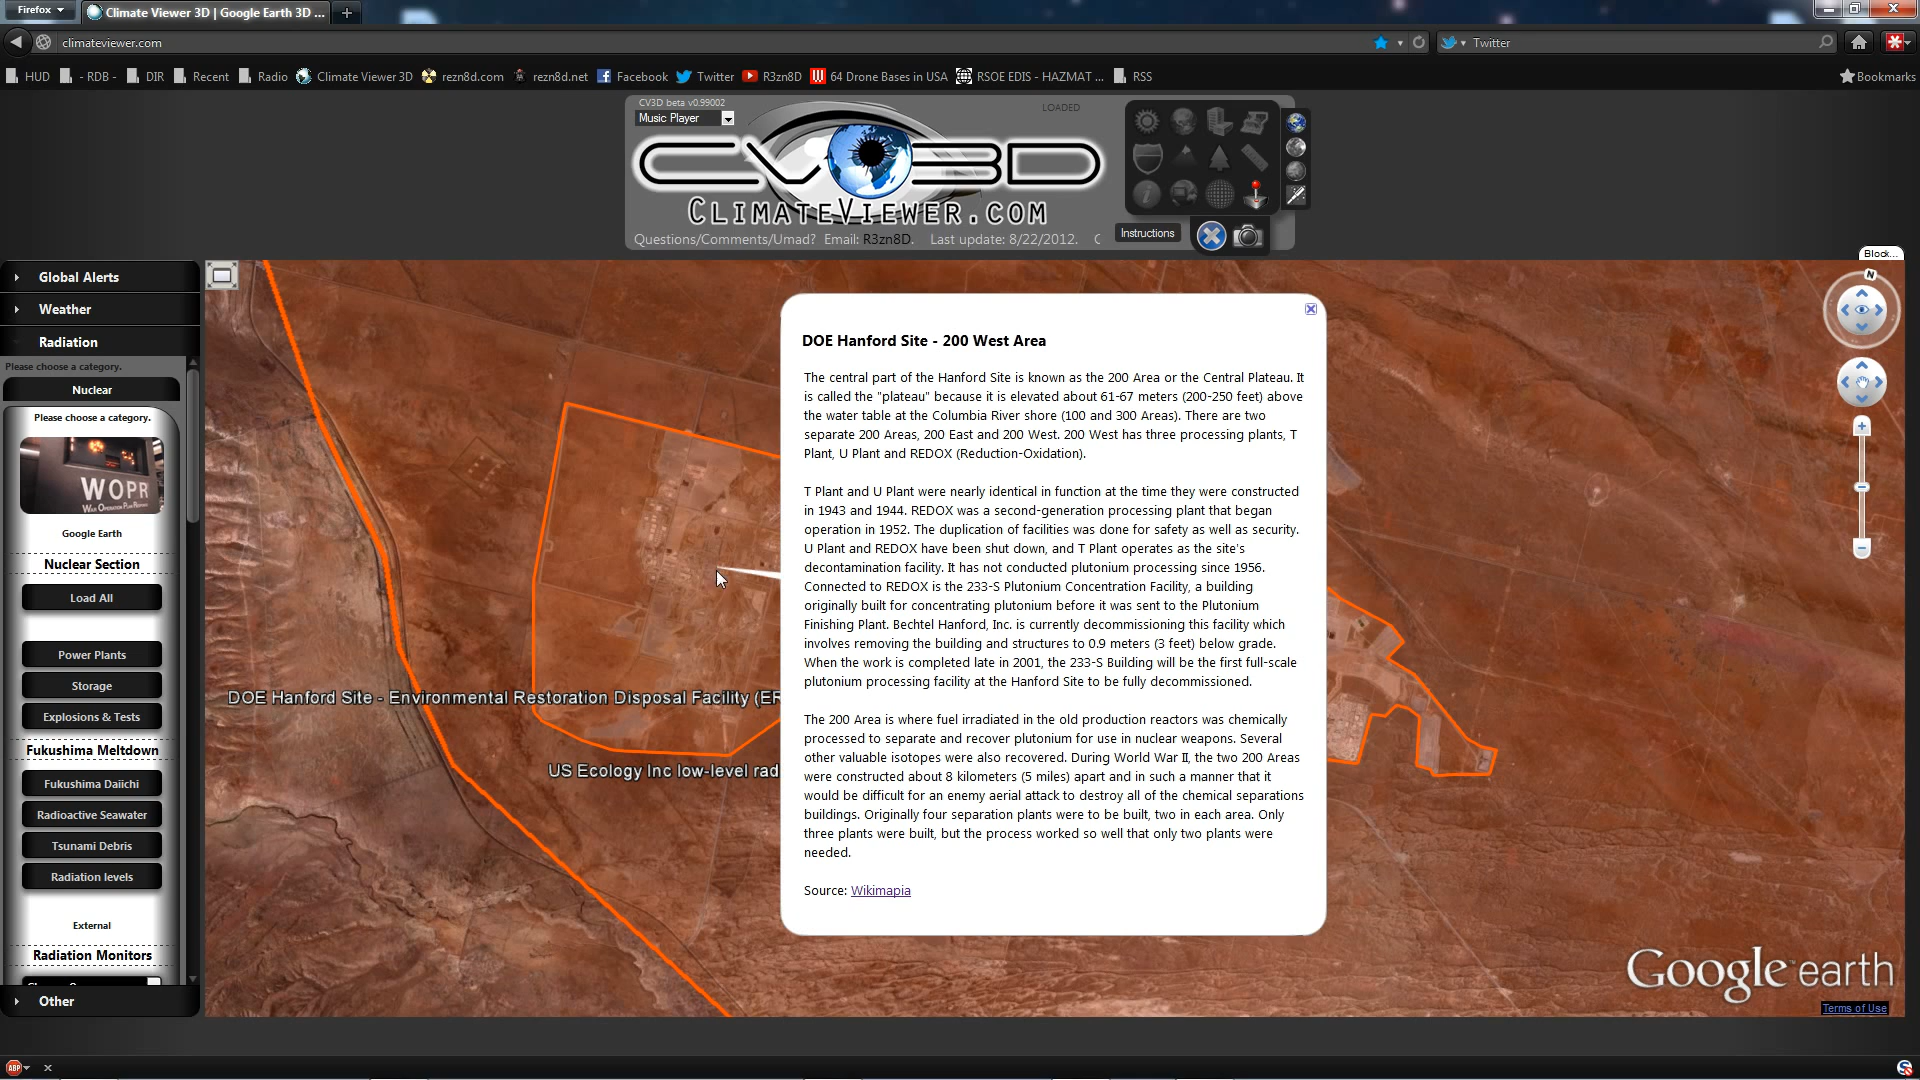 Firefox
Climate Viewer 3D | Google Earth 3D ...
climateviewer.com
Twitter
HUD
- RDB -
DIR
Recent
Radio
Climate Viewer 3D
rezn8d.com
rezn8d.net
Facebook
Twitter
R3zn8D
64 Drone Bases in USA
RSOE EDIS - HAZMAT ...
RSS
Bookmarks
CV3D beta v0.99002
LOADED
Music Player
CV3D
ClimateViewer.com
Questions/Comments/Umad? Email: R3zn8D. Last update: 8/22/2012. C
Instructions
Block...
N
Global Alerts
Weather
Radiation
Please choose a category.
Nuclear
Please choose a category.
WOPR
Google Earth
Nuclear Section
Load All
Power Plants
Storage
Explosions & Tests
Fukushima Meltdown
Fukushima Daiichi
Radioactive Seawater
Tsunami Debris
Radiation levels
External
Radiation Monitors
Other
DOE Hanford Site - Environmental Restoration Disposal Facility (ER
US Ecology Inc low-level rad
DOE Hanford Site - 200 West Area
The central part of the Hanford Site is known as the 200 Area or the Central Plateau. It
is called the "plateau" because it is elevated about 61-67 meters (200-250 feet) above
the water table at the Columbia River shore (100 and 300 Areas). There are two
separate 200 Areas, 200 East and 200 West. 200 West has three processing plants, T
Plant, U Plant and REDOX (Reduction-Oxidation).
T Plant and U Plant were nearly identical in function at the time they were constructed
in 1943 and 1944. REDOX was a second-generation processing plant that began
operation in 1952. The duplication of facilities was done for safety as well as security.
U Plant and REDOX have been shut down, and T Plant operates as the site's
decontamination facility. It has not conducted plutonium processing since 1956.
Connected to REDOX is the 233-S Plutonium Concentration Facility, a building
originally built for concentrating plutonium before it was sent to the Plutonium
Finishing Plant. Bechtel Hanford, Inc. is currently decommissioning this facility which
involves removing the building and structures to 0.9 meters (3 feet) below grade.
When the work is completed late in 2001, the 233-S Building will be the first full-scale
plutonium processing facility at the Hanford Site to be fully decommissioned.
The 200 Area is where fuel irradiated in the old production reactors was chemically
processed to separate and recover plutonium for use in nuclear weapons. Several
other valuable isotopes were also recovered. During World War II, the two 200 Areas
were constructed about 8 kilometers (5 miles) apart and in such a manner that it
would be difficult for an enemy aerial attack to destroy all of the chemical separations
buildings. Originally four separation plants were to be built, two in each area. Only
three plants were built, but the process worked so well that only two plants were
needed.
Source: Wikimapia
Google earth
Terms of Use
ABP